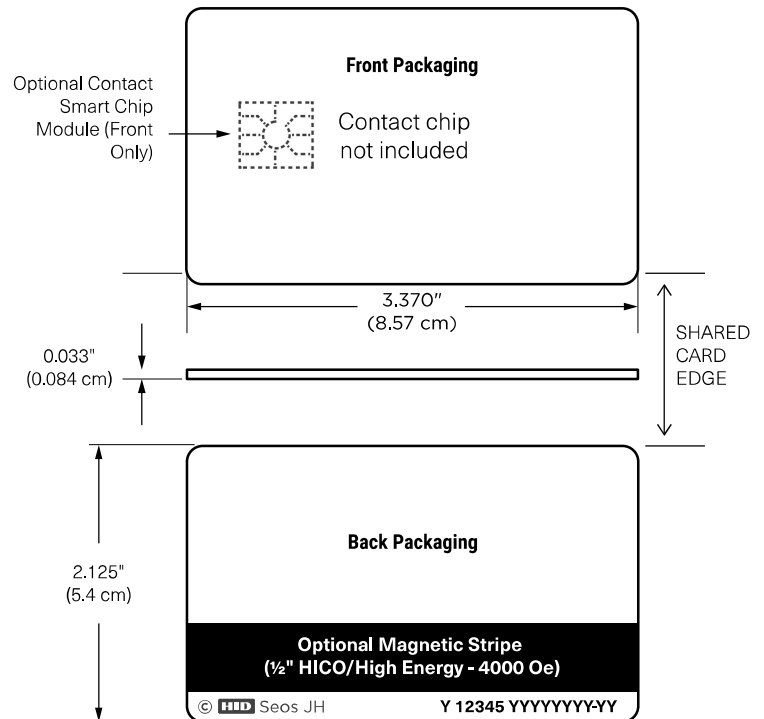 Front Packaging
Optional Contact
Smart Chip
Module (Front
Only)
Contact chip
not included
3.370"
(8.57 cm)
SHARED
CARD
EDGE
0.033"
(0.084 cm)
Back Packaging
2.125"
(5.4 cm)
Optional Magnetic Stripe
(½" HICO/High Energy - 4000 Oe)
© HID Seos JH
Y 12345 YYYYYYYY-YY